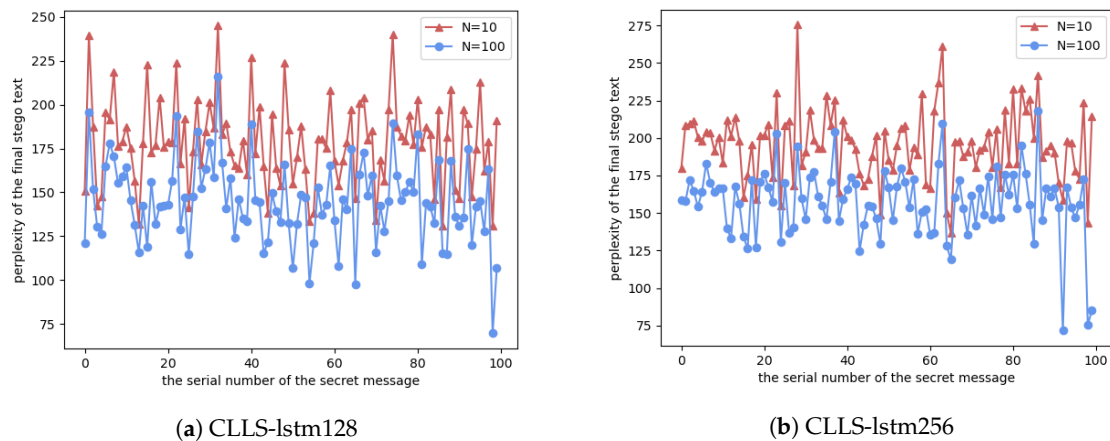 250
225
200
175
150
125
100
75
0
20
40
60
80
100
perplexity of the final stego text
the serial number of the secret message
N=10
N=100
(a) CLLS-lstm128
275
250
225
200
175
150
125
100
75
0
20
40
60
80
100
perplexity of the final stego text
the serial number of the secret message
N=10
N=100
(b) CLLS-lstm256